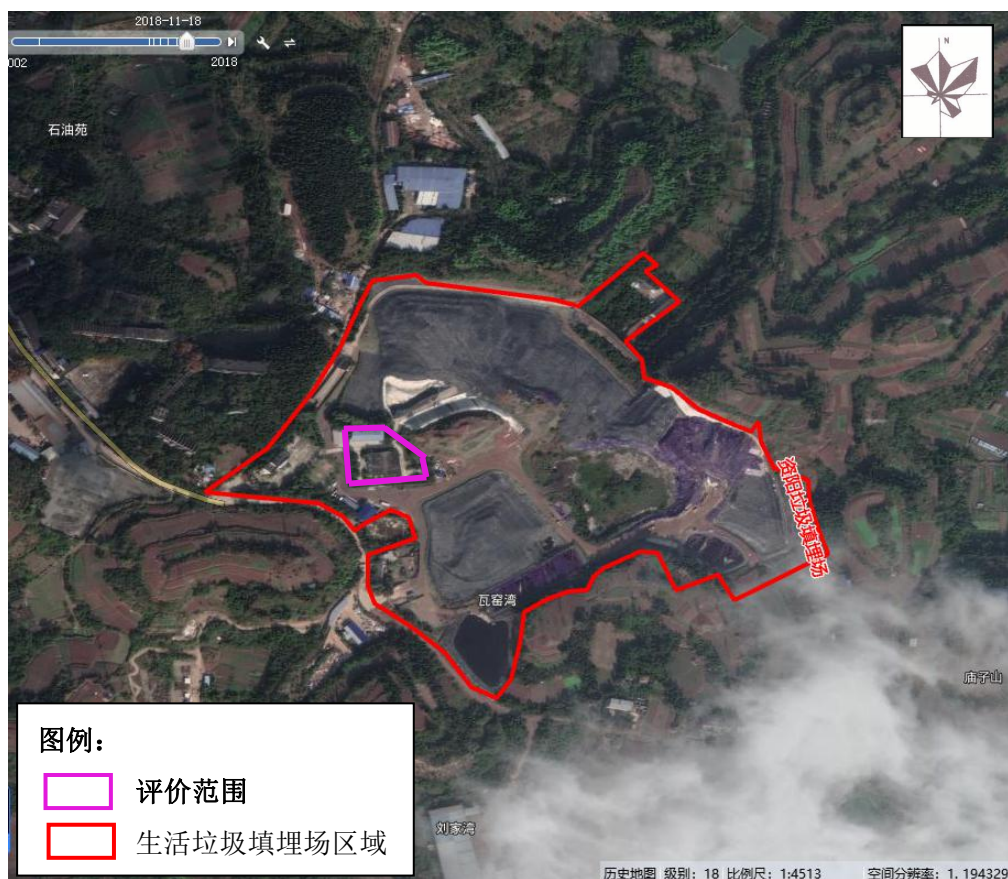 2018-11-18
002
2018
石油苑
N
资阳垃圾填埋场
瓦窑湾
庙子山
图例：
评价范围
生活垃圾填埋场区域
刘家湾
历史地图 级别：18 比例尺：1:4513 空间分辨率：1.194329